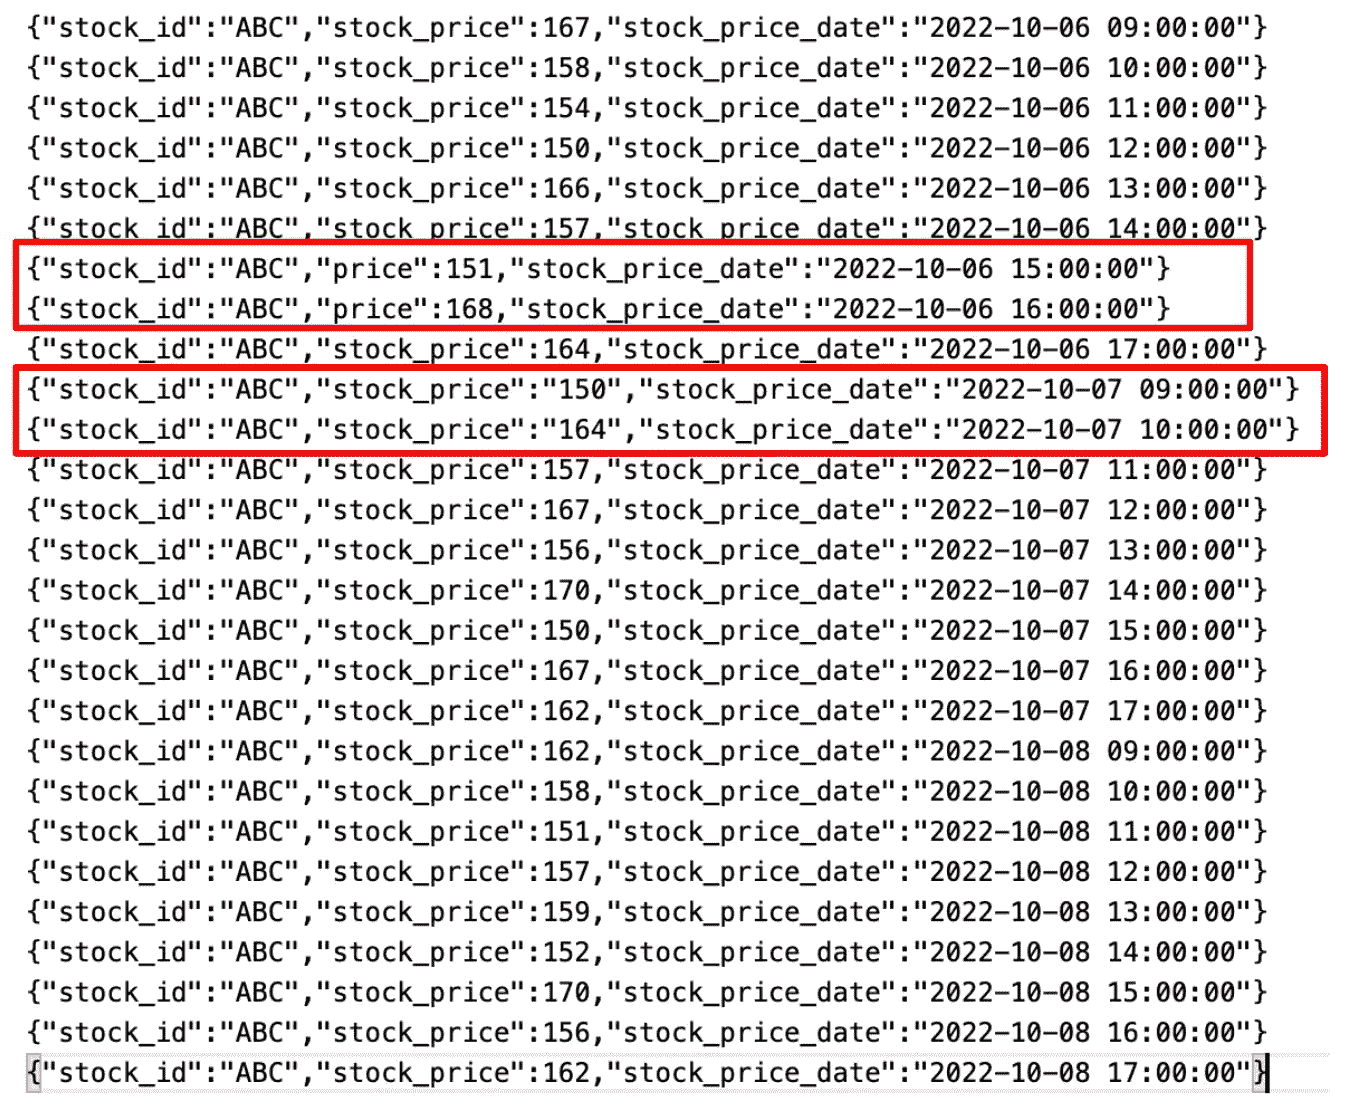 {"stock_id":"ABC","stock_price":167,"stock_price_date":"2022-10-06 09:00:00"}
{"stock_id":"ABC","stock_price":158,"stock_price_date":"2022-10-06 10:00:00"}
{"stock_id":"ABC","stock_price":154,"stock_price_date":"2022-10-06 11:00:00"}
{"stock_id":"ABC","stock_price":150,"stock_price_date":"2022-10-06 12:00:00"}
{"stock_id":"ABC","stock_price":166,"stock_price_date":"2022-10-06 13:00:00"}
{"stock_id":"ABC","stock_price":157,"stock_price_date":"2022-10-06 14:00:00"}
{"stock_id":"ABC","price":151,"stock_price_date":"2022-10-06 15:00:00"}
{"stock_id":"ABC","price":168,"stock_price_date":"2022-10-06 16:00:00"}
{"stock_id":"ABC","stock_price":164,"stock_price_date":"2022-10-06 17:00:00"}
{"stock_id":"ABC","stock_price":"150","stock_price_date":"2022-10-07 09:00:00"}
{"stock_id":"ABC","stock_price":"164","stock_price_date":"2022-10-07 10:00:00"}
{"stock_id":"ABC","stock_price":157,"stock_price_date":"2022-10-07 11:00:00"}
{"stock_id":"ABC","stock_price":167,"stock_price_date":"2022-10-07 12:00:00"}
{"stock_id":"ABC","stock_price":156,"stock_price_date":"2022-10-07 13:00:00"}
{"stock_id":"ABC","stock_price":170,"stock_price_date":"2022-10-07 14:00:00"}
{"stock_id":"ABC","stock_price":150,"stock_price_date":"2022-10-07 15:00:00"}
{"stock_id":"ABC","stock_price":167,"stock_price_date":"2022-10-07 16:00:00"}
{"stock_id":"ABC","stock_price":162,"stock_price_date":"2022-10-07 17:00:00"}
{"stock_id":"ABC","stock_price":162,"stock_price_date":"2022-10-08 09:00:00"}
{"stock_id":"ABC","stock_price":158,"stock_price_date":"2022-10-08 10:00:00"}
{"stock_id":"ABC","stock_price":151,"stock_price_date":"2022-10-08 11:00:00"}
{"stock_id":"ABC","stock_price":157,"stock_price_date":"2022-10-08 12:00:00"}
{"stock_id":"ABC","stock_price":159,"stock_price_date":"2022-10-08 13:00:00"}
{"stock_id":"ABC","stock_price":152,"stock_price_date":"2022-10-08 14:00:00"}
{"stock_id":"ABC","stock_price":170,"stock_price_date":"2022-10-08 15:00:00"}
{"stock_id":"ABC","stock_price":156,"stock_price_date":"2022-10-08 16:00:00"}
{"stock_id":"ABC","stock_price":162,"stock_price_date":"2022-10-08 17:00:00"}